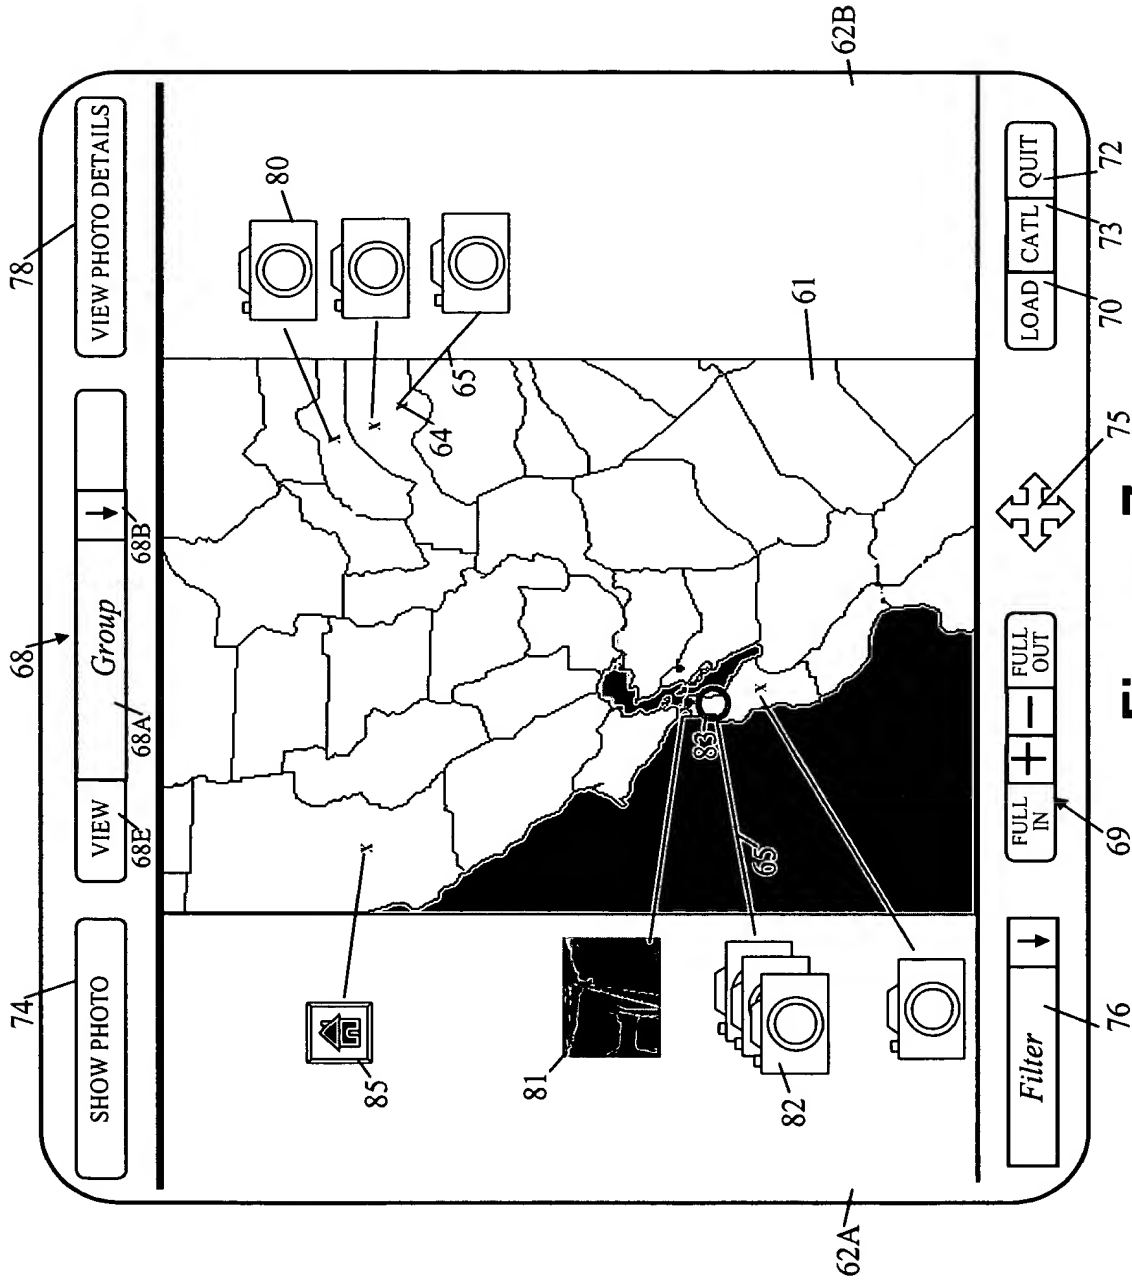 74 68 78
SHOW PHOTO VIEW Group VIEW PHOTO DETAILS
68E 68A 68B
80
85
64
65
81
83
65
82
61
62A 62B
Filter FULL IN + − FULL OUT LOAD CATL QUIT
76 69 75 70 73 72